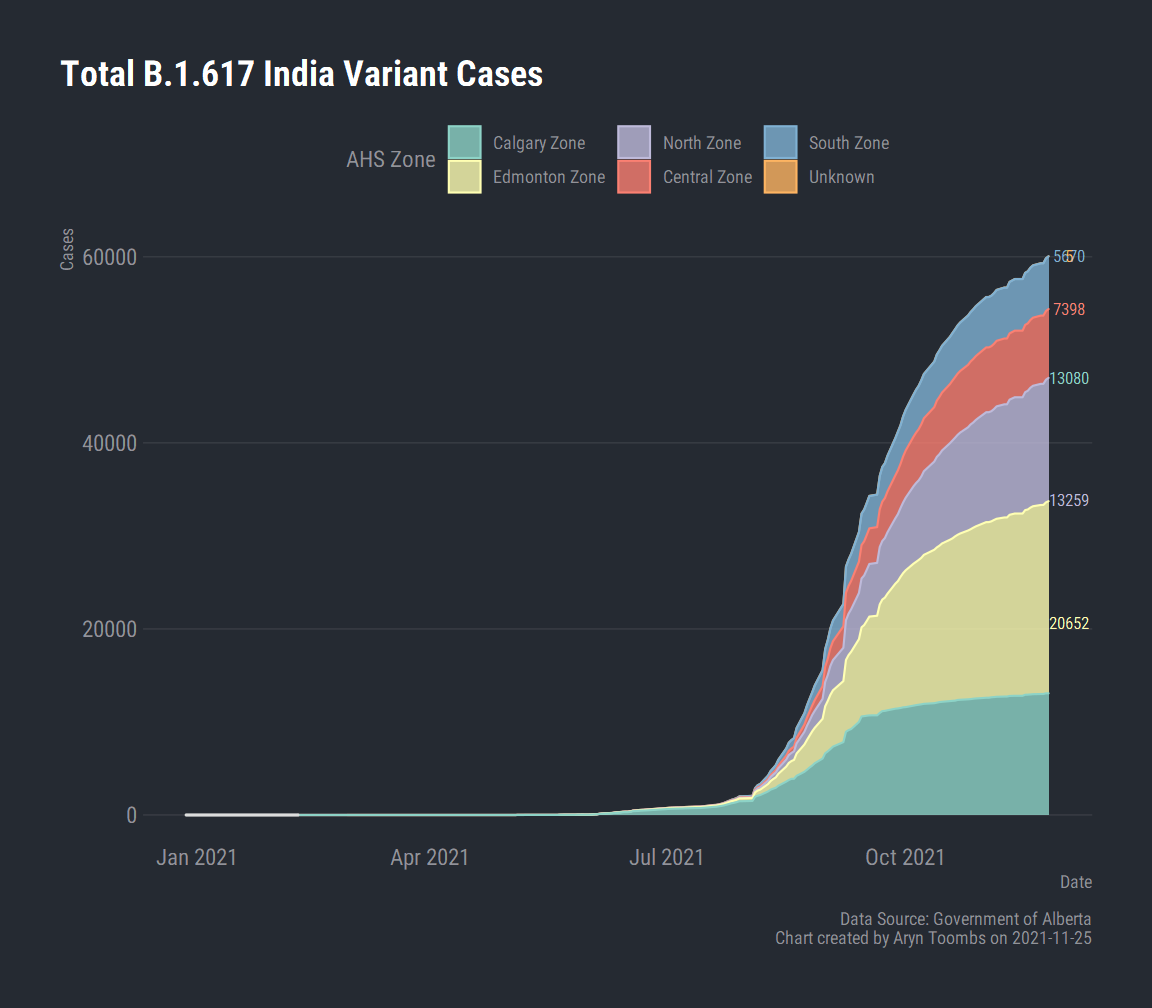 Total B.1.617 India Variant Cases
AHS Zone
Calgary Zone North Zone South Zone
Edmonton Zone Central Zone Unknown
Cases
60000
40000
20000
0
5670
5
7398
13080
13259
20652
Jan 2021 Apr 2021 Jul 2021 Oct 2021
Date
Data Source: Government of Alberta
Chart created by Aryn Toombs on 2021-11-25